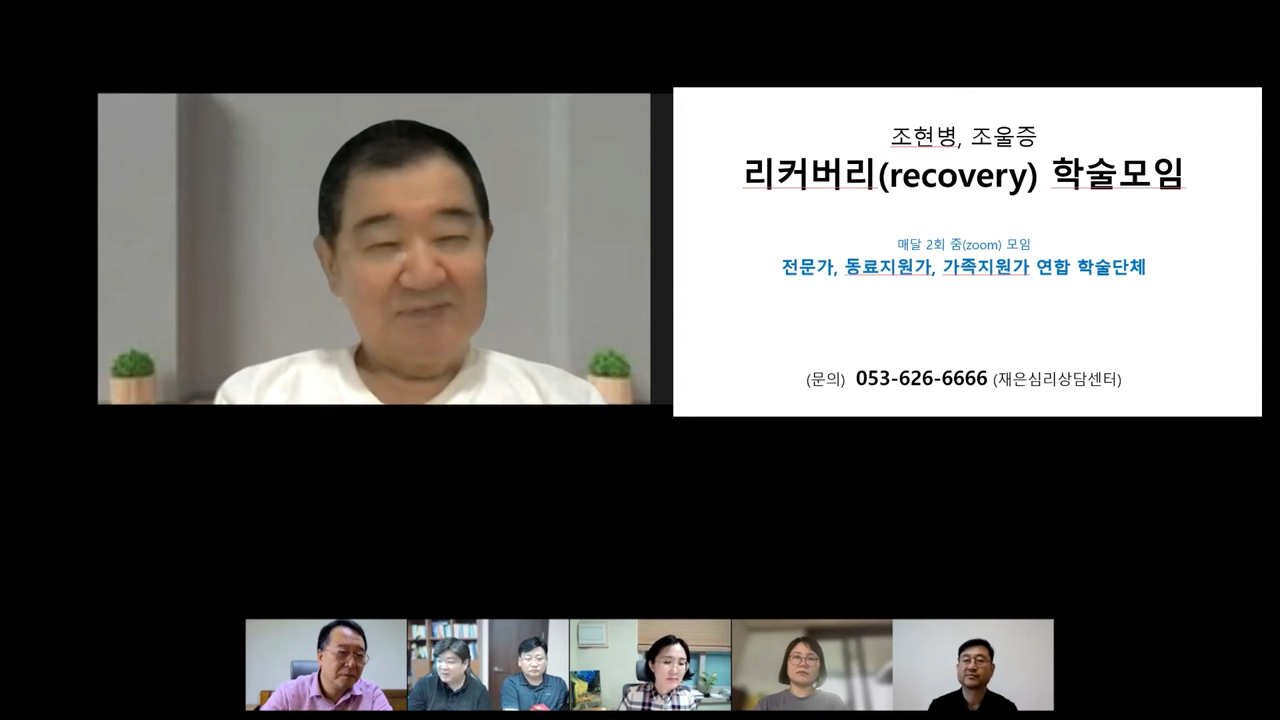 조현병, 조울증
리커버리(recovery) 학술모임
매달 2회 줌(zoom) 모임
전문가, 동료지원가, 가족지원가 연합 학술단체
(문의) 053-626-6666 (재은심리상담센터)